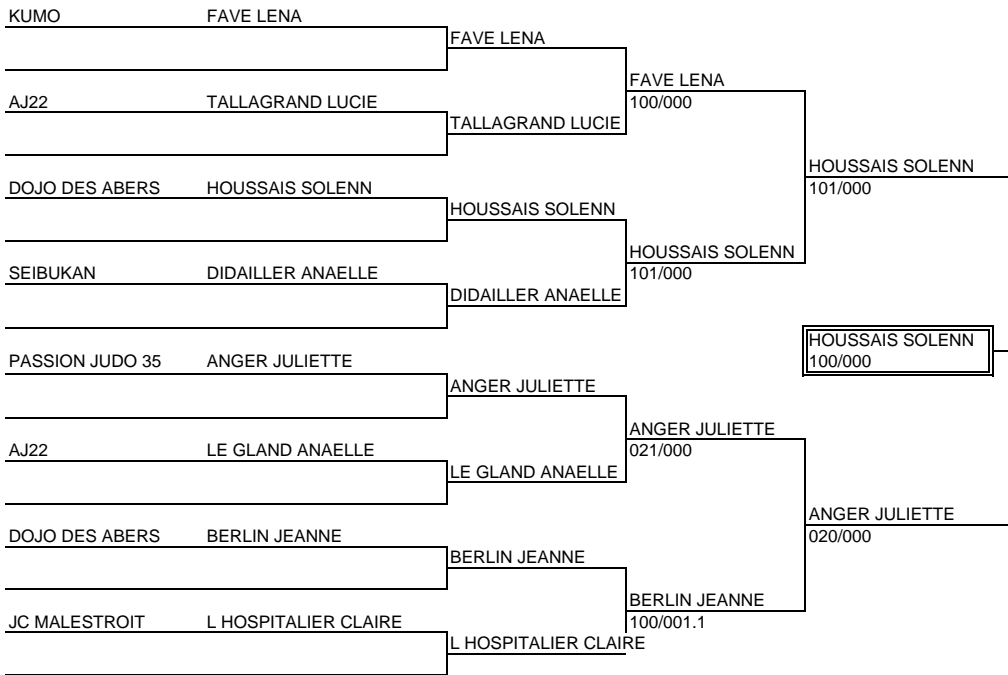 KUMO FAVE LENA
FAVE LENA
FAVE LENA
100/000
AJ22 TALLAGRAND LUCIE
TALLAGRAND LUCIE
HOUSSAIS SOLENN
101/000
DOJO DES ABERS HOUSSAIS SOLENN
HOUSSAIS SOLENN
HOUSSAIS SOLENN
101/000
SEIBUKAN DIDAILLER ANAELLE
DIDAILLER ANAELLE
HOUSSAIS SOLENN
100/000
PASSION JUDO 35 ANGER JULIETTE
ANGER JULIETTE
ANGER JULIETTE
021/000
AJ22 LE GLAND ANAELLE
LE GLAND ANAELLE
ANGER JULIETTE
020/000
DOJO DES ABERS BERLIN JEANNE
BERLIN JEANNE
BERLIN JEANNE
100/001.1
JC MALESTROIT L HOSPITALIER CLAIRE
L HOSPITALIER CLAIRE